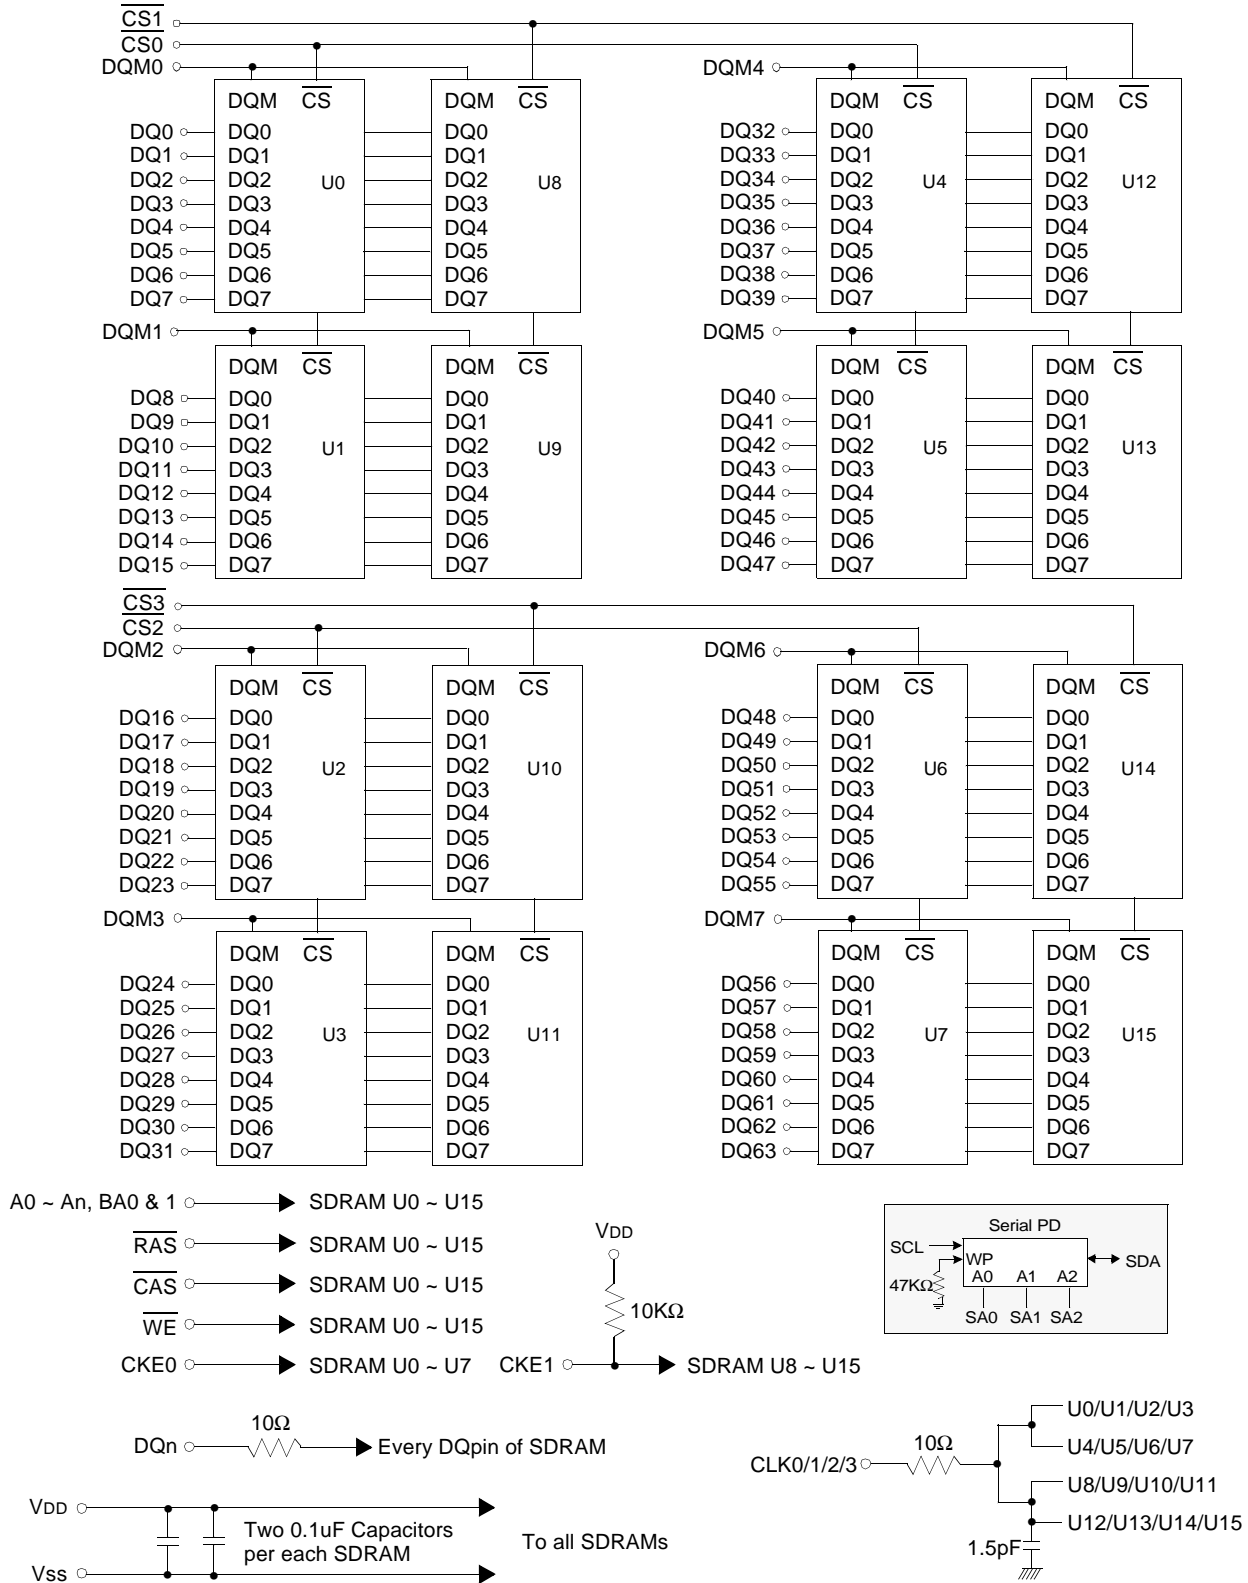 CS1
CS0
DQM0 DQM4
DQM CS DQM CS DQM CS DQM CS
DQ0 DQ0 DQ0 DQ32 DQ0 DQ0
DQ1 DQ1 DQ1 DQ33 DQ1 DQ1
DQ2 DQ2 U0 DQ2 U8 DQ34 DQ2 U4 DQ2 U12
DQ3 DQ3 DQ3 DQ35 DQ3 DQ3
DQ4 DQ4 DQ4 DQ36 DQ4 DQ4
DQ5 DQ5 DQ5 DQ37 DQ5 DQ5
DQ6 DQ6 DQ6 DQ38 DQ6 DQ6
DQ7 DQ7 DQ7 DQ39 DQ7 DQ7
DQM1 DQM5
DQM CS DQM CS DQM CS DQM CS
DQ8 DQ0 DQ0 DQ40 DQ0 DQ0
DQ9 DQ1 DQ1 DQ41 DQ1 DQ1
DQ10 DQ2 U1 DQ2 U9 DQ42 DQ2 U5 DQ2 U13
DQ11 DQ3 DQ3 DQ43 DQ3 DQ3
DQ12 DQ4 DQ4 DQ44 DQ4 DQ4
DQ13 DQ5 DQ5 DQ45 DQ5 DQ5
DQ14 DQ6 DQ6 DQ46 DQ6 DQ6
DQ15 DQ7 DQ7 DQ47 DQ7 DQ7
CS3
CS2
DQM2 DQM6
DQM CS DQM CS DQM CS DQM CS
DQ16 DQ0 DQ0 DQ48 DQ0 DQ0
DQ17 DQ1 DQ1 DQ49 DQ1 DQ1
DQ18 DQ2 U2 DQ2 U10 DQ50 DQ2 U6 DQ2 U14
DQ19 DQ3 DQ3 DQ51 DQ3 DQ3
DQ20 DQ4 DQ4 DQ52 DQ4 DQ4
DQ21 DQ5 DQ5 DQ53 DQ5 DQ5
DQ22 DQ6 DQ6 DQ54 DQ6 DQ6
DQ23 DQ7 DQ7 DQ55 DQ7 DQ7
DQM3 DQM7
DQM CS DQM CS DQM CS DQM CS
DQ24 DQ0 DQ0 DQ56 DQ0 DQ0
DQ25 DQ1 DQ1 DQ57 DQ1 DQ1
DQ26 DQ2 U3 DQ2 U11 DQ58 DQ2 U7 DQ2 U15
DQ27 DQ3 DQ3 DQ59 DQ3 DQ3
DQ28 DQ4 DQ4 DQ60 DQ4 DQ4
DQ29 DQ5 DQ5 DQ61 DQ5 DQ5
DQ30 DQ6 DQ6 DQ62 DQ6 DQ6
DQ31 DQ7 DQ7 DQ63 DQ7 DQ7
A0 ~ An, BA0 & 1 SDRAM U0 ~ U15
RAS SDRAM U0 ~ U15
CAS SDRAM U0 ~ U15
WE SDRAM U0 ~ U15
CKE0 SDRAM U0 ~ U7
VDD
10KΩ
CKE1 SDRAM U8 ~ U15
Serial PD
SCL
WP SDA
47KΩ A0 A1 A2
SA0 SA1 SA2
10Ω
DQn Every DQpin of SDRAM
VDD
Two 0.1uF Capacitors
per each SDRAM
To all SDRAMs
Vss
U0/U1/U2/U3
10Ω U4/U5/U6/U7
CLK0/1/2/3
U8/U9/U10/U11
U12/U13/U14/U15
1.5pF